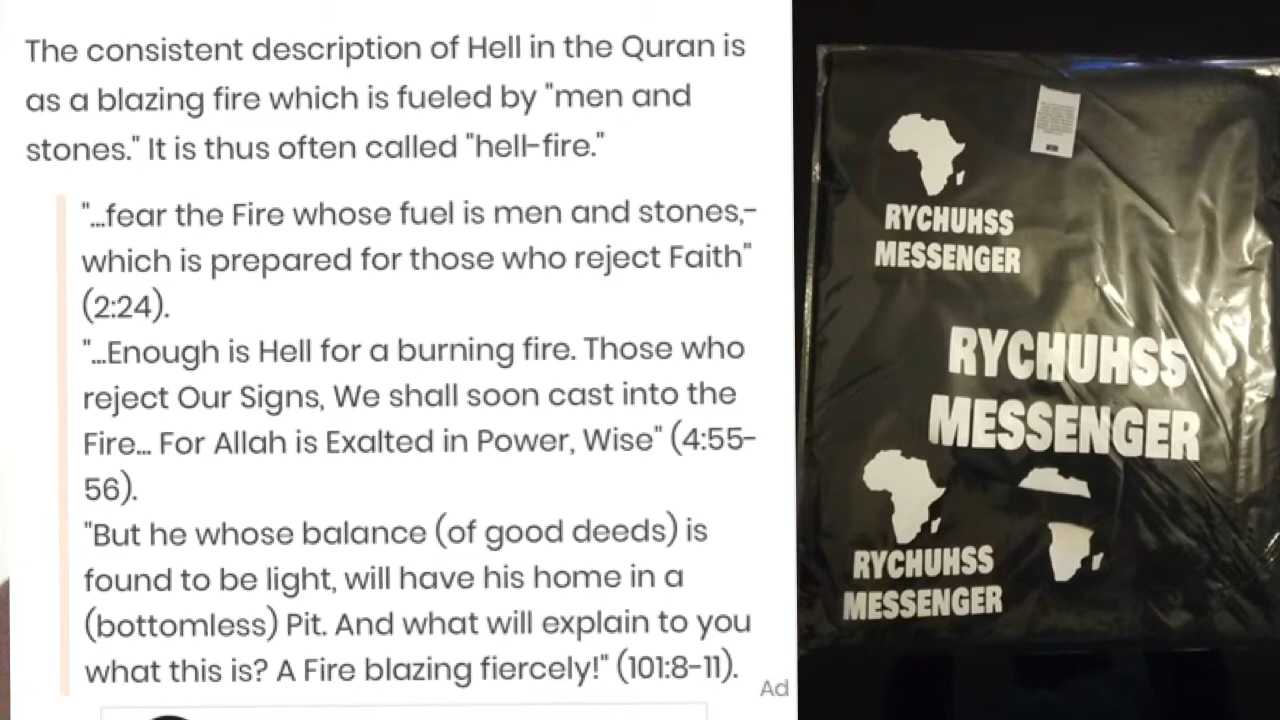 The consistent description of Hell in the Quran is
as a blazing fire which is fueled by "men and
stones." It is thus often called "hell-fire."
"...fear the Fire whose fuel is men and stones,-
which is prepared for those who reject Faith"
(2:24).
"...Enough is Hell for a burning fire. Those who
reject Our Signs, We shall soon cast into the
Fire... For Allah is Exalted in Power, Wise" (4:55-
56).
"But he whose balance (of good deeds) is
found to be light, will have his home in a
(bottomless) Pit. And what will explain to you
what this is? A Fire blazing fiercely!" (101:8-11).
Ad
RYCHUHSS
MESSENGER
RYCHUHSS
MESSENGER
RYCHUHSS
MESSENGER